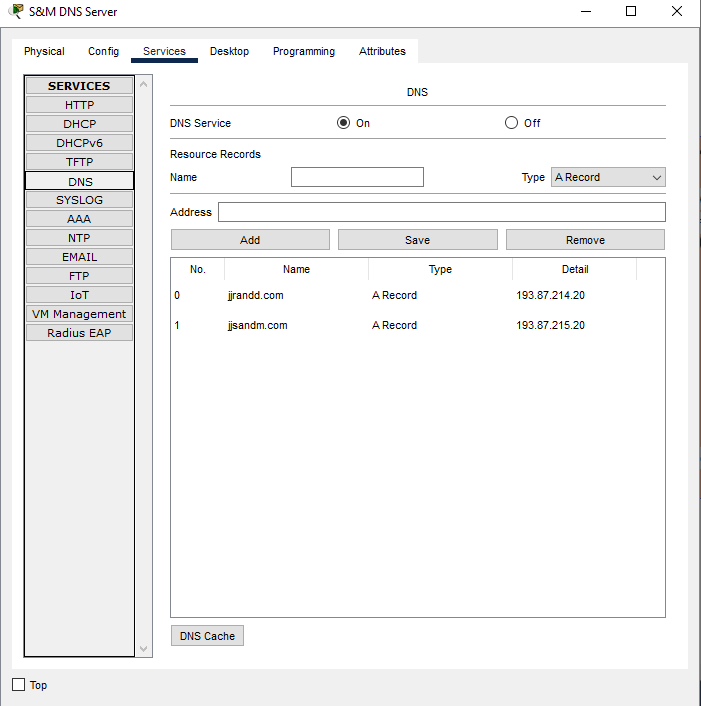 S&M DNS Server
Physical Config Services Desktop Programming Attributes
SERVICES
HTTP
DHCP
DHCPv6
TFTP
DNS
SYSLOG
AAA
NTP
EMAIL
FTP
IoT
VM Management
Radius EAP
DNS
DNS Service On Off
Resource Records
Name Type A Record
Address
Add Save Remove
No. Name Type Detail
0 jjrandd.com A Record 193.87.214.20
1 jjsandm.com A Record 193.87.215.20
DNS Cache
Top